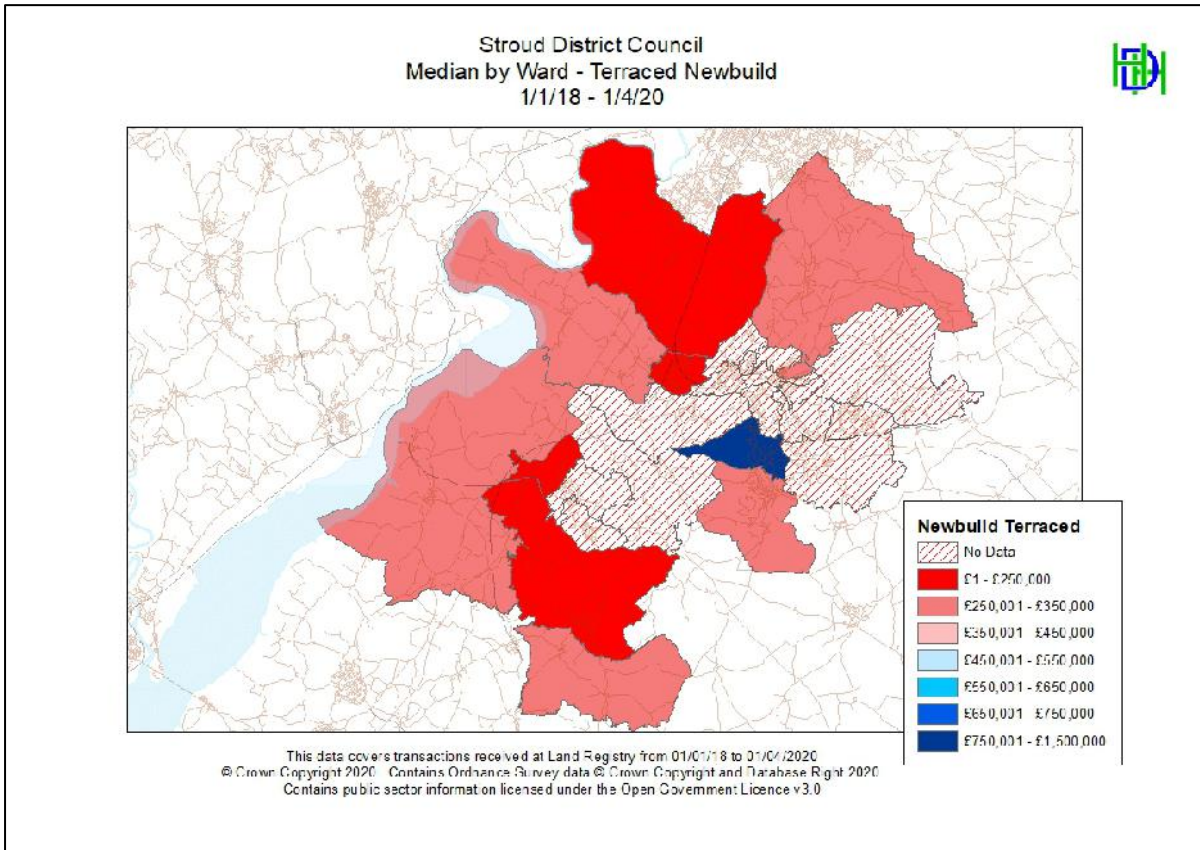 Stroud District Council
Median by Ward - Terraced Newbuild
1/1/18 - 1/4/20
Newbuild Terraced
No Data
£1 - £250,000
£250,001 - £350,000
£350,001 - £450,000
£450,001 - £550,000
£550,001 - £650,000
£650,001 - £750,000
£750,001 - £1,500,000
This data covers transactions received at Land Registry from 01/01/18 to 01/04/2020
© Crown Copyright 2020 Contains Ordnance Survey data © Crown Copyright and Database Right 2020
Contains public sector information licensed under the Open Government Licence v3.0